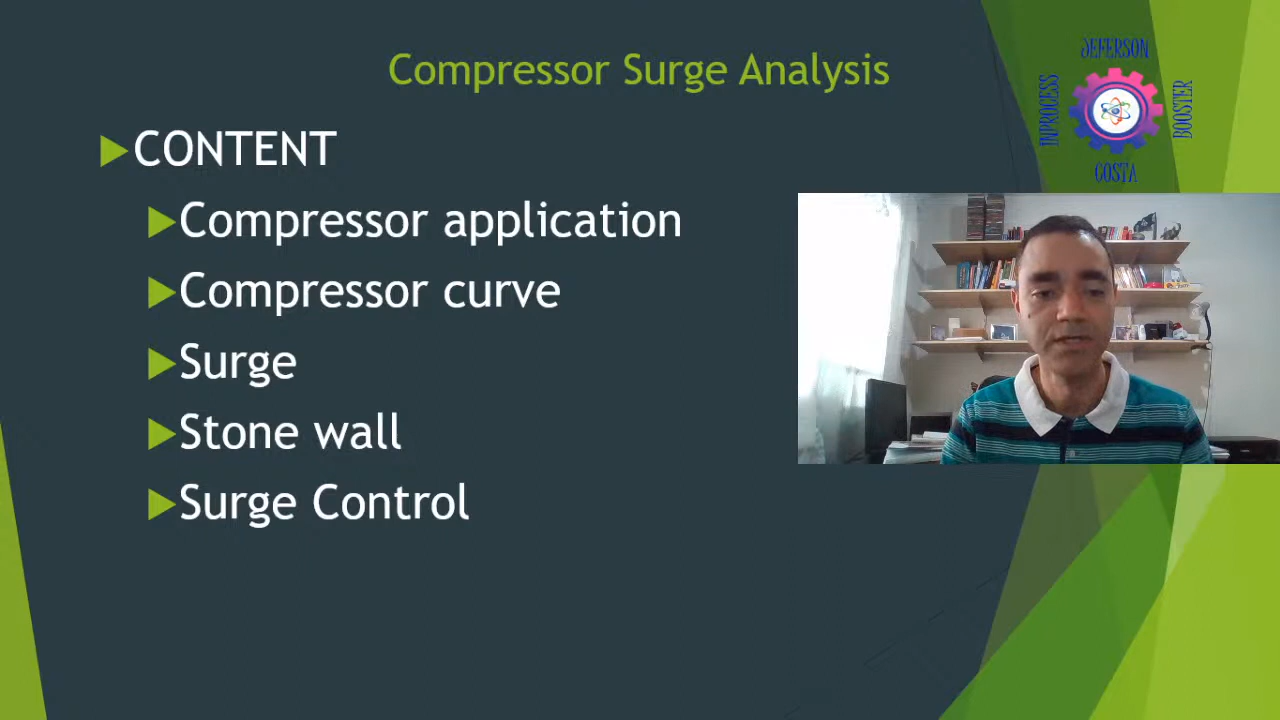 Compressor Surge Analysis
JEFERSON
INPROCESS
BOOSTER
COSTA
CONTENT
Compressor application
Compressor curve
Surge
Stone wall
Surge Control